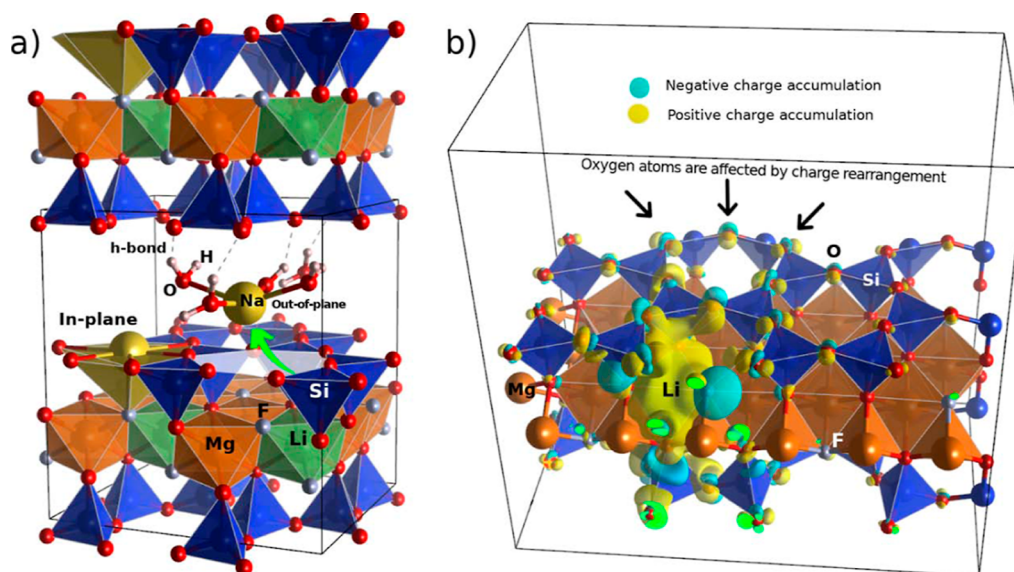 a)
h-bond
H
O
Na
Out-of-plane
In-plane
Si
F
Mg
Li
b)
Negative charge accumulation
Positive charge accumulation
Oxygen atoms are affected by charge rearrangement
O
Si
Mg
Li
F